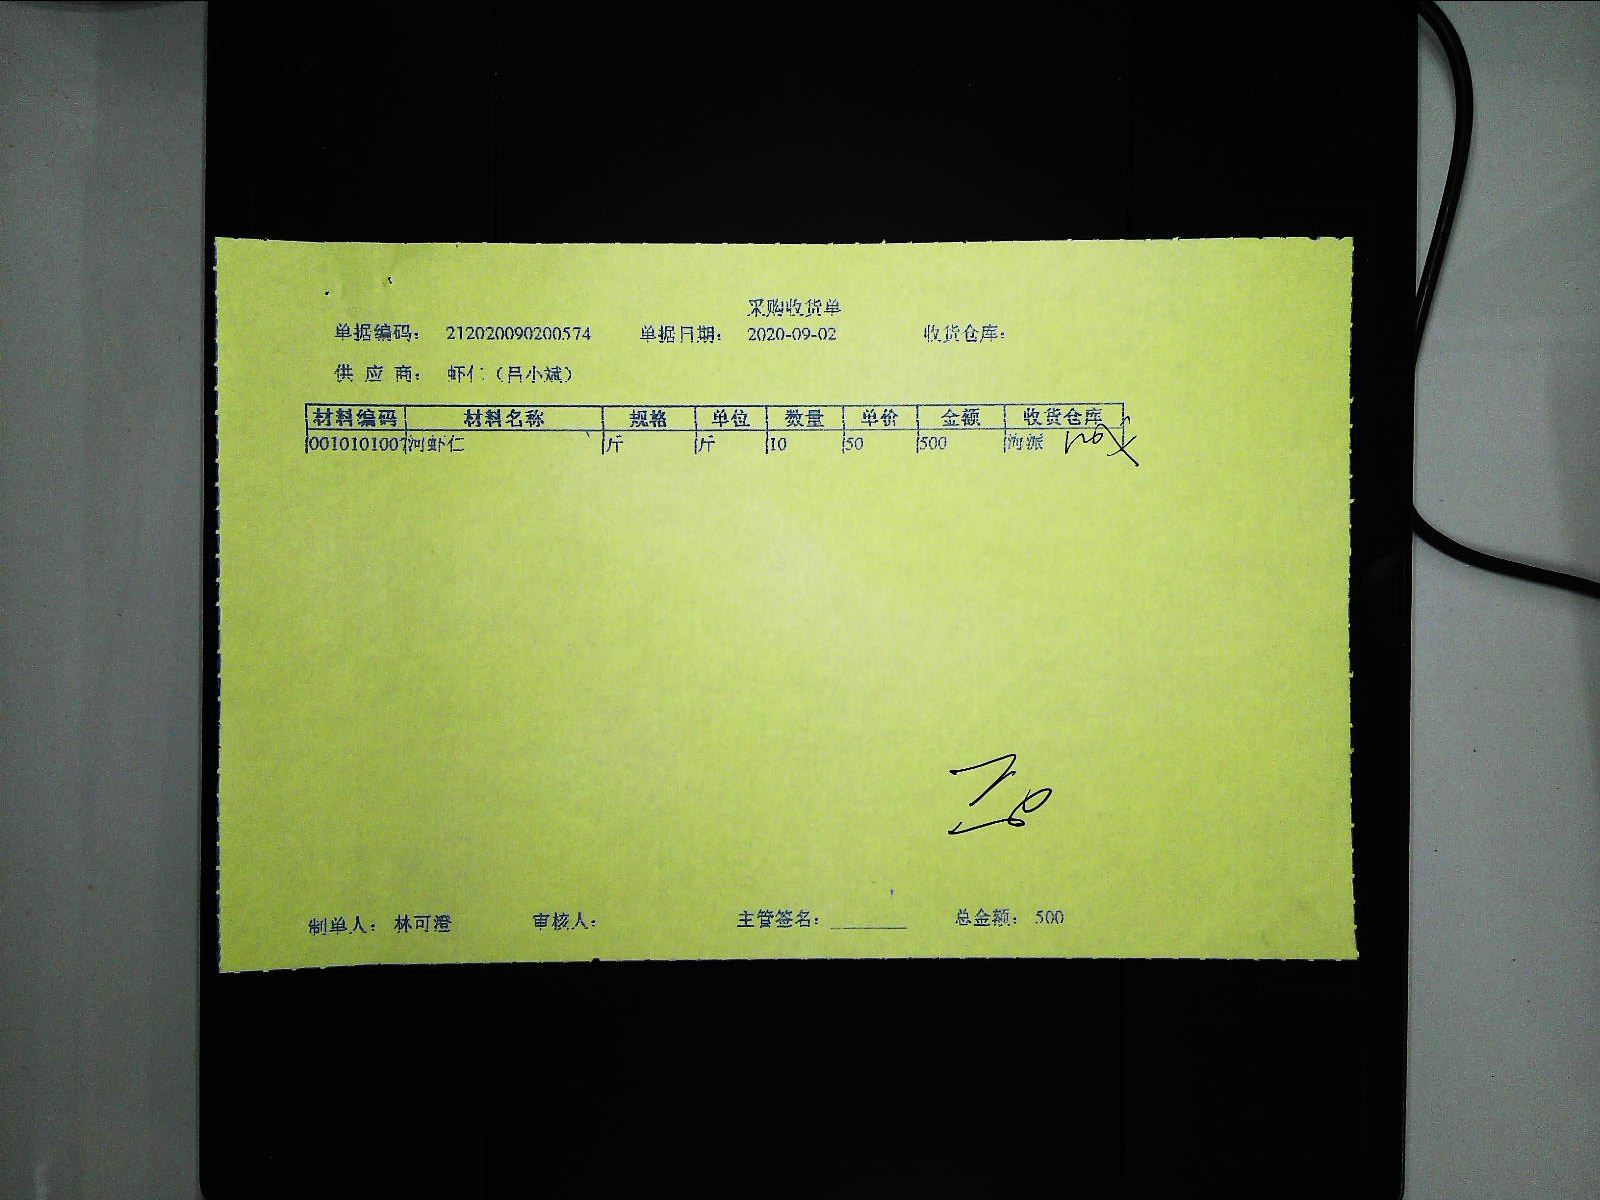 采购收货单
单据编码： 212020090200574 单据日期： 2020-09-02 收货仓库：
供 应 商： 虾仁（吕小斌）
材料编码 材料名称 规格 单位 数量 单价 金额 收货仓库
0010101007 河虾仁 斤 斤 10 50 500 海派
制单人： 林可澄 审核人： 主管签名： 总金额： 500